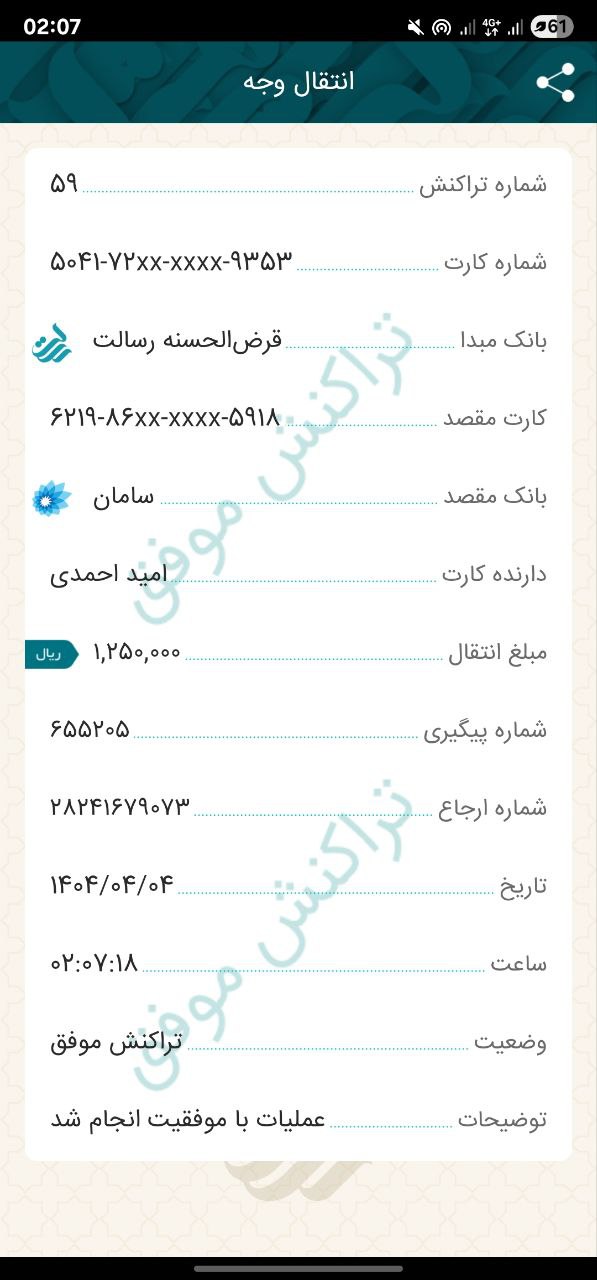 02:07
4G+
61
انتقال وجه
شماره تراکنش ۵۹
شماره کارت ۵۰۴۱-۷۲xx-xxxx-۹۳۵۳
بانک مبدا قرض‌الحسنه رسالت
کارت مقصد ۶۲۱۹-۸۶xx-xxxx-۵۹۱۸
بانک مقصد سامان
دارنده کارت امید احمدی
مبلغ انتقال ۱,۲۵۰,۰۰۰ ریال
شماره پیگیری ۶۵۵۲۰۵
شماره ارجاع ۲۸۲۴۱۶۷۹۰۷۳
تاریخ ۱۴۰۴/۰۴/۰۴
ساعت ۰۲:۰۷:۱۸
وضعیت تراکنش موفق
توضیحات عملیات با موفقیت انجام شد
تراکنش موفق
تراکنش موفق